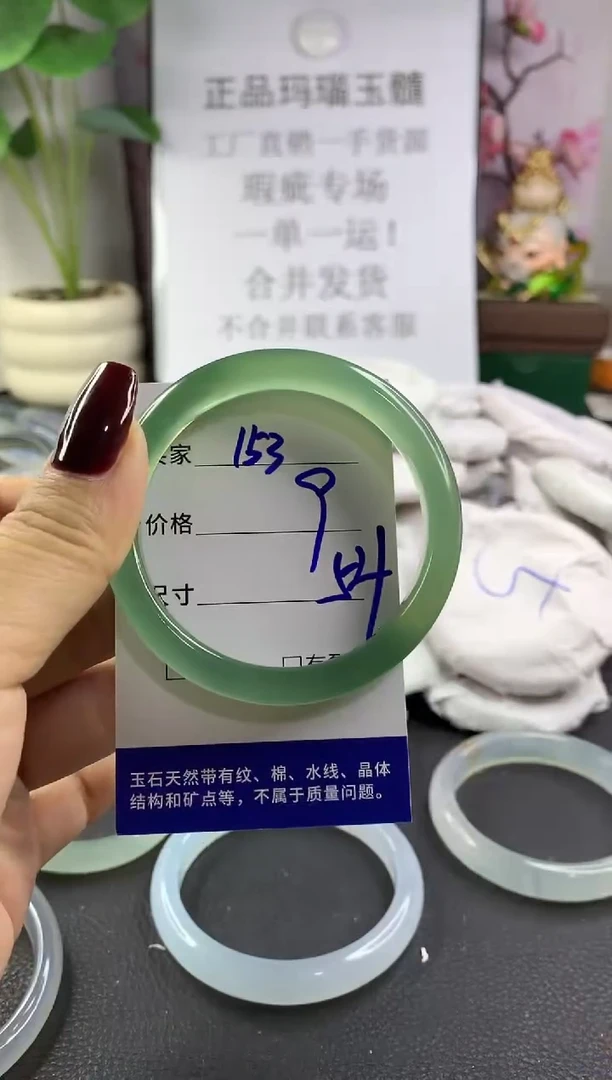 正品玛瑙玉髓
工厂直销一手货源
瑕疵专场
一单一运!
合并发货
不合并联系客服
家 153
价格 9
尺寸 54
玉石天然带有纹、棉、水线、晶体
结构和矿点等，不属于质量问题。